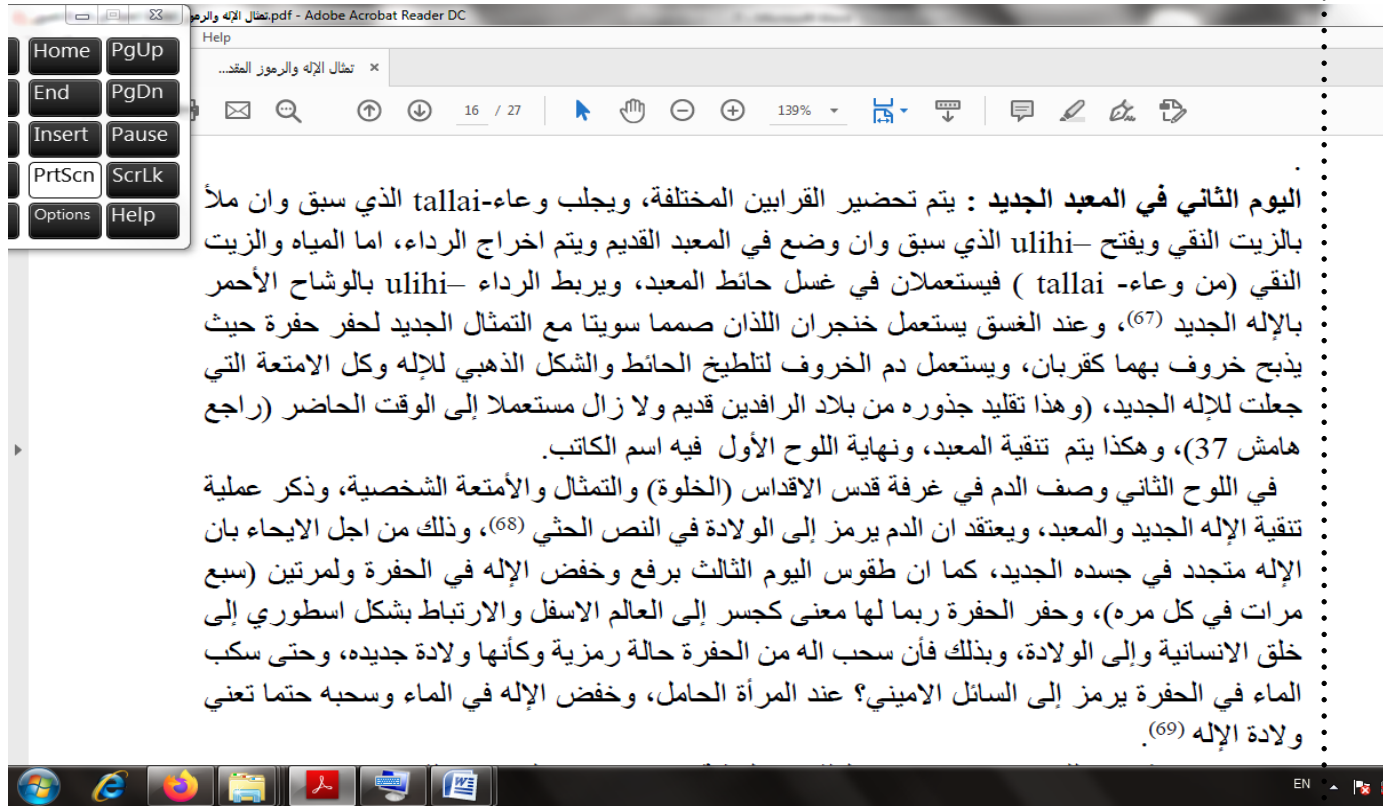 تمثال الإله والرموز.pdf - Adobe Acrobat Reader DC
Help
تمثال الإله والرموز المقد...
Home PgUp
End PgDn
Insert Pause
PrtScn ScrLk
Options Help
16 / 27 139%
.
اليوم الثاني في المعبد الجديد : يتم تحضير القرابين المختلفة، ويجلب وعاء-tallai الذي سبق وان ملأ
بالزيت النقي ويفتح –ulihi الذي سبق وان وضع في المعبد القديم ويتم اخراج الرداء، اما المياه والزيت
النقي (من وعاء- tallai ) فيستعملان في غسل حائط المعبد، ويربط الرداء –ulihi بالوشاح الأحمر
بالإله الجديد (67)، وعند الغسق يستعمل خنجران اللذان صمما سويتا مع التمثال الجديد لحفر حفرة حيث
يذبح خروف بهما كقربان، ويستعمل دم الخروف لتلطيخ الحائط والشكل الذهبي للإله وكل الامتعة التي
جعلت للإله الجديد، (وهذا تقليد جذوره من بلاد الرافدين قديم ولا زال مستعملا إلى الوقت الحاضر (راجع
هامش 37)، وهكذا يتم تنقية المعبد، ونهاية اللوح الأول فيه اسم الكاتب.
في اللوح الثاني وصف الدم في غرفة قدس الاقداس (الخلوة) والتمثال والأمتعة الشخصية، وذكر عملية
تنقية الإله الجديد والمعبد، ويعتقد ان الدم يرمز إلى الولادة في النص الحثي (68)، وذلك من اجل الايحاء بان
الإله متجدد في جسده الجديد، كما ان طقوس اليوم الثالث برفع وخفض الإله في الحفرة ولمرتين (سبع
مرات في كل مره)، وحفر الحفرة ربما لها معنى كجسر إلى العالم الاسفل والارتباط بشكل اسطوري إلى
خلق الانسانية وإلى الولادة، وبذلك فأن سحب اله من الحفرة حالة رمزية وكأنها ولادة جديده، وحتى سكب
الماء في الحفرة يرمز إلى السائل الاميني؟ عند المرأة الحامل، وخفض الإله في الماء وسحبه حتما تعني
ولادة الإله (69).
EN